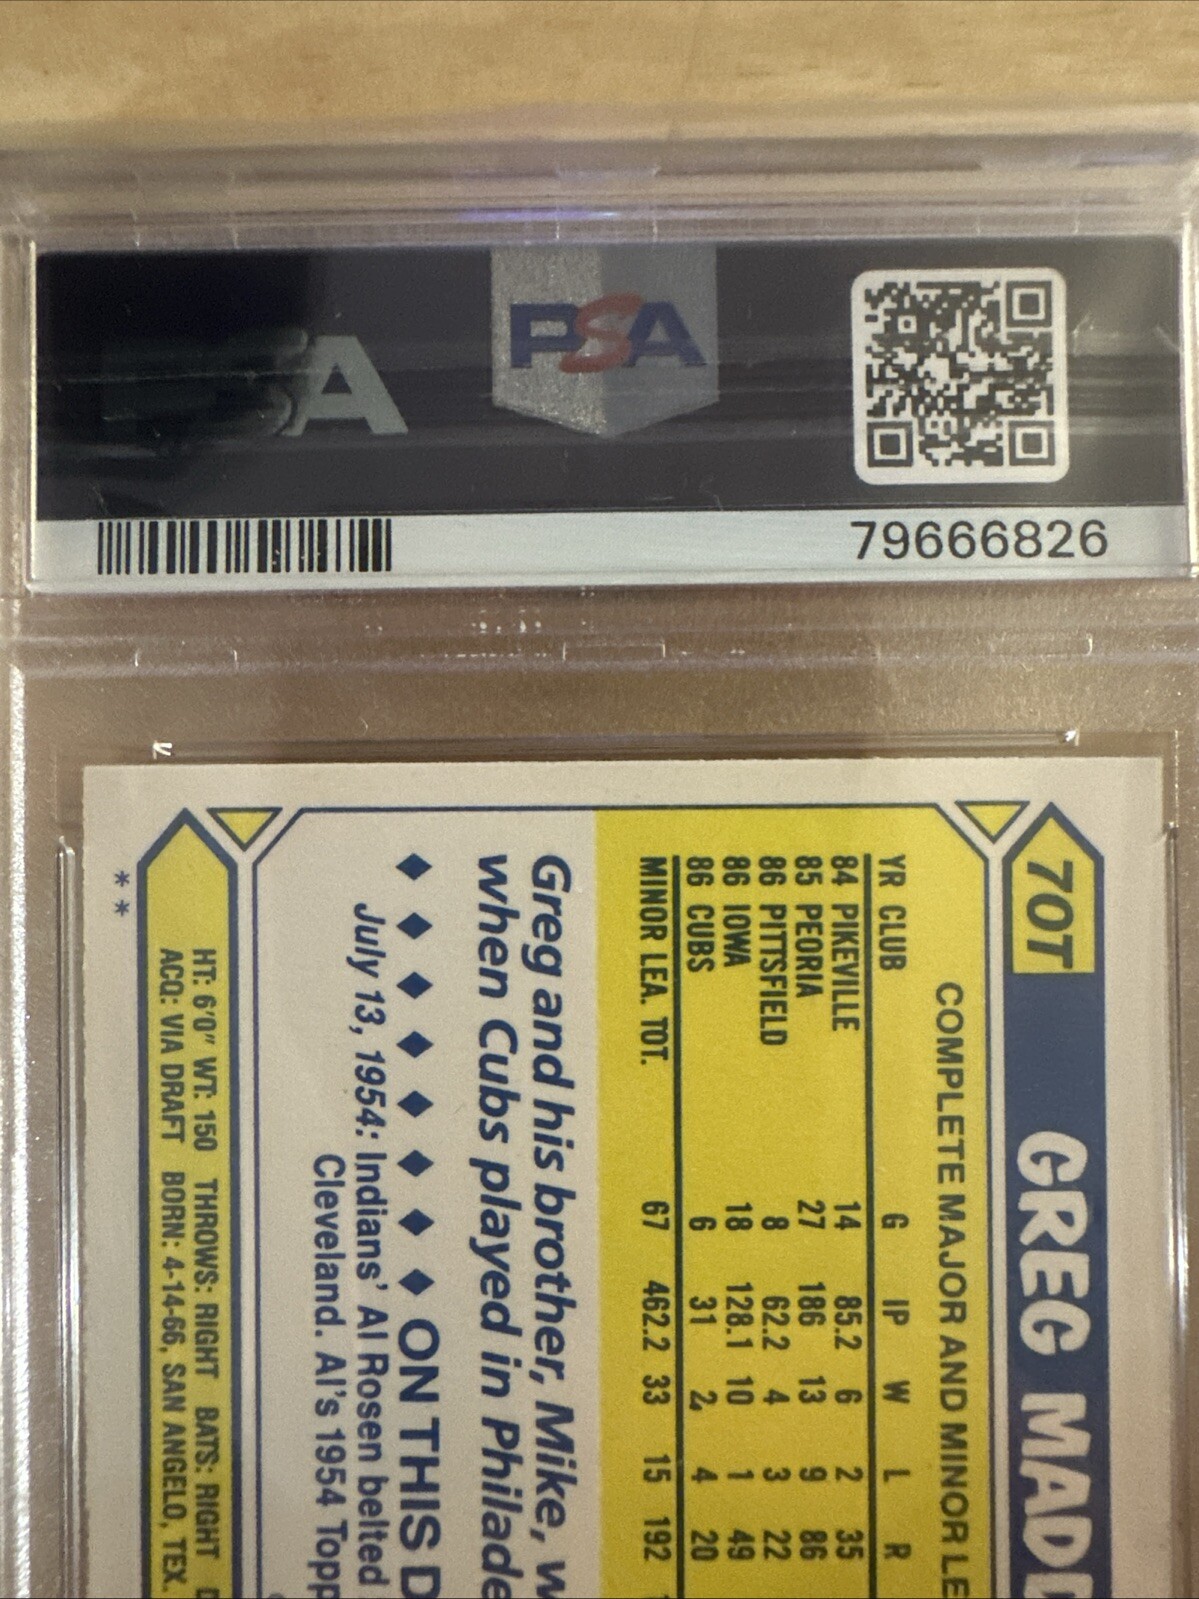 PSA
A
79666826
70T
GREG MADD
COMPLETE MAJOR AND MINOR LE
YR CLUB G IP W L R
84 PIKEVILLE 14 85.2 6 2 35
85 PEORIA 27 186 13 9 86
86 PITTSFIELD 8 62.2 4 3 22
86 IOWA 18 128.1 10 1 49
86 CUBS 6 31 2 4 20
MINOR LEA. TOT. 67 462.2 33 15 192
Greg and his brother, Mike, w
when Cubs played in Philade
◆ ◆ ◆ ◆ ◆ ◆ ◆ ◆ ON THIS D
July 13, 1954: Indians' Al Rosen belted
Cleveland. Al's 1954 Topp
HT: 6'0" WT: 150 THROWS: RIGHT BATS: RIGHT D
ACQ: VIA DRAFT BORN: 4-14-66, SAN ANGELO, TEX.
* *